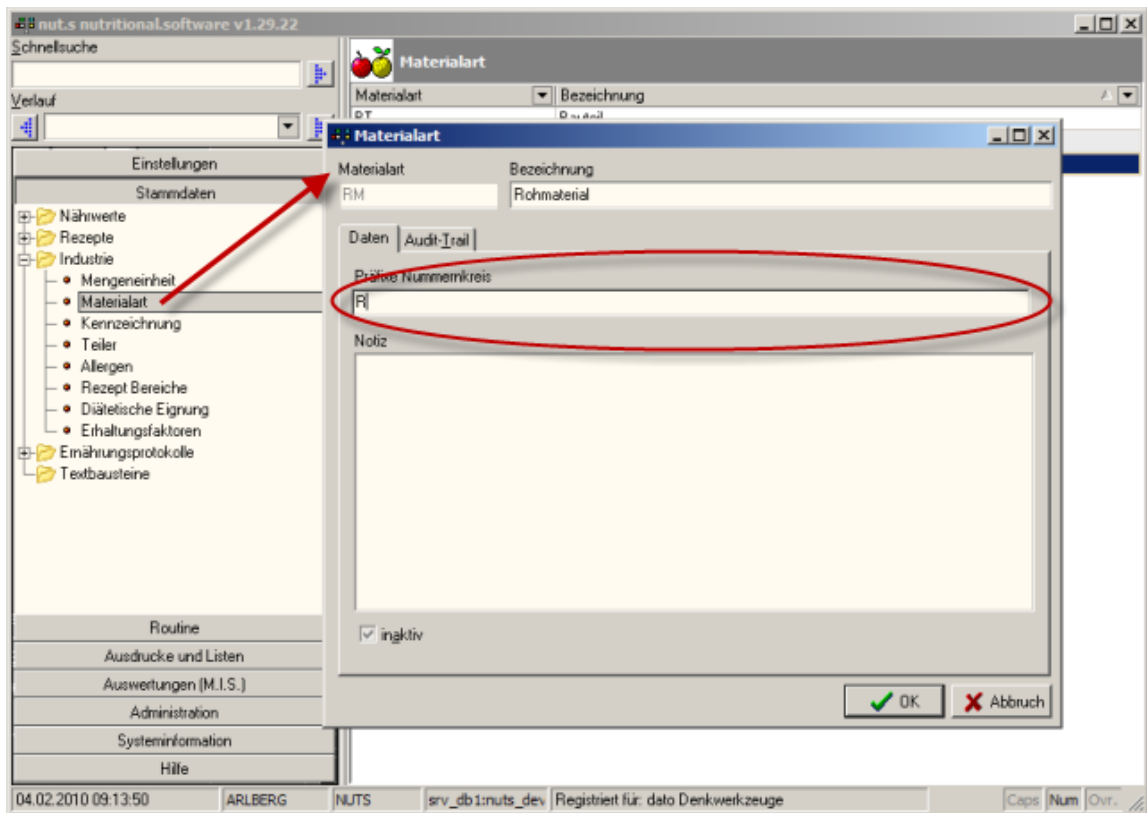 nut.s nutritional.software v1.29.22
Schnellsuche
Verlauf
Einstellungen
Stammdaten
Nährwerte
Rezepte
Industrie
Mengeneinheit
Materialart
Kennzeichnung
Teiler
Allergen
Rezept Bereiche
Diätetische Eignung
Erhaltungsfaktoren
Ernährungsprotokolle
Textbausteine
Routine
Ausdrucke und Listen
Auswertungen (M.I.S.)
Administration
Systeminformation
Hilfe
Materialart
Materialart Bezeichnung
Materialart
Materialart Bezeichnung
RM Rohmaterial
Daten Audit-Trail
Präfixe Nummernkreis
R
Notiz
inaktiv
OK Abbruch
04.02.2010 09:13:50 ARLBERG NUTS srv_db1:nuts_dev Registriert für: dato Denkwerkzeuge Caps Num Ovr.